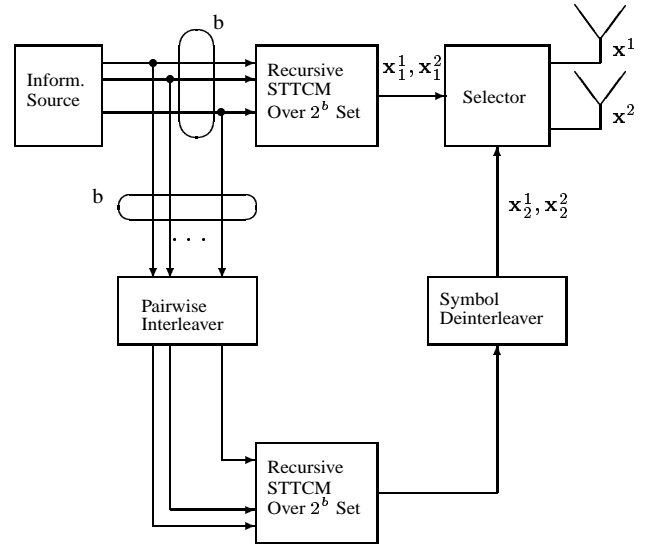 b
Inform.
Source
Recursive
STTCM
Over 2^b Set
x_1^1, x_1^2
Selector
x^1
x^2
b
x_2^1, x_2^2
. . .
Pairwise
Interleaver
Symbol
Deinterleaver
Recursive
STTCM
Over 2^b Set